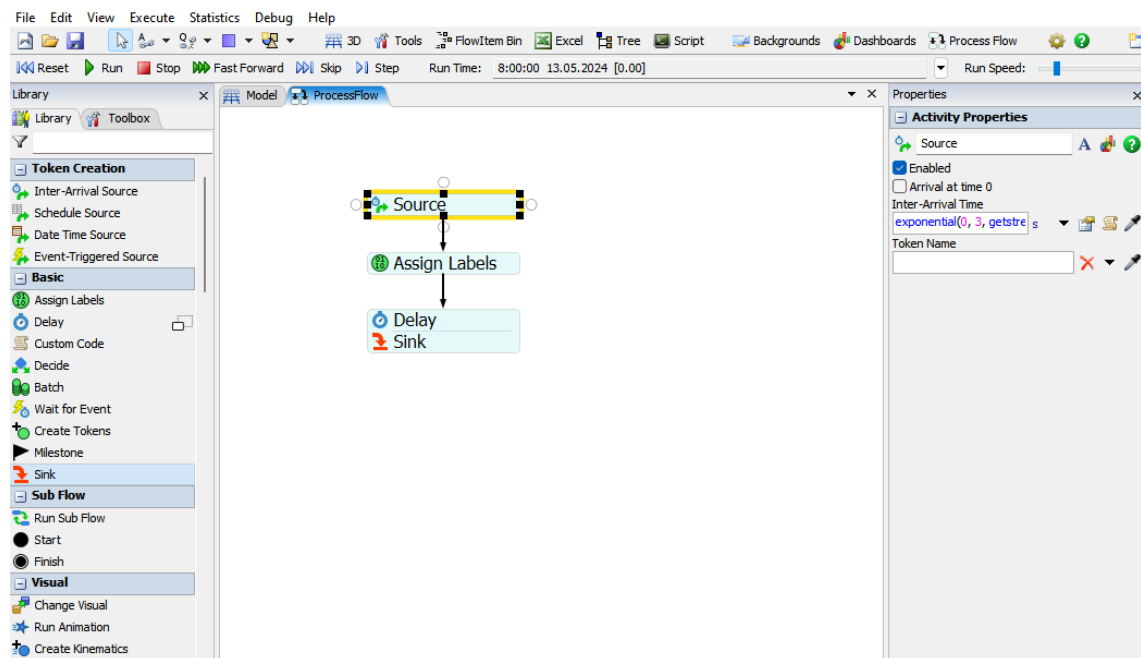 File Edit View Execute Statistics Debug Help
3D Tools FlowItem Bin Excel Tree Script Backgrounds Dashboards Process Flow
Reset Run Stop Fast Forward Skip Step Run Time: 8:00:00 13.05.2024 [0.00] Run Speed:
Library
Library Toolbox
Token Creation
Inter-Arrival Source
Schedule Source
Date Time Source
Event-Triggered Source
Basic
Assign Labels
Delay
Custom Code
Decide
Batch
Wait for Event
Create Tokens
Milestone
Sink
Sub Flow
Run Sub Flow
Start
Finish
Visual
Change Visual
Run Animation
Create Kinematics
Model ProcessFlow
Source
Assign Labels
Delay
Sink
Properties
Activity Properties
Source A
Enabled
Arrival at time 0
Inter-Arrival Time
exponential(0, 3, getstre s
Token Name